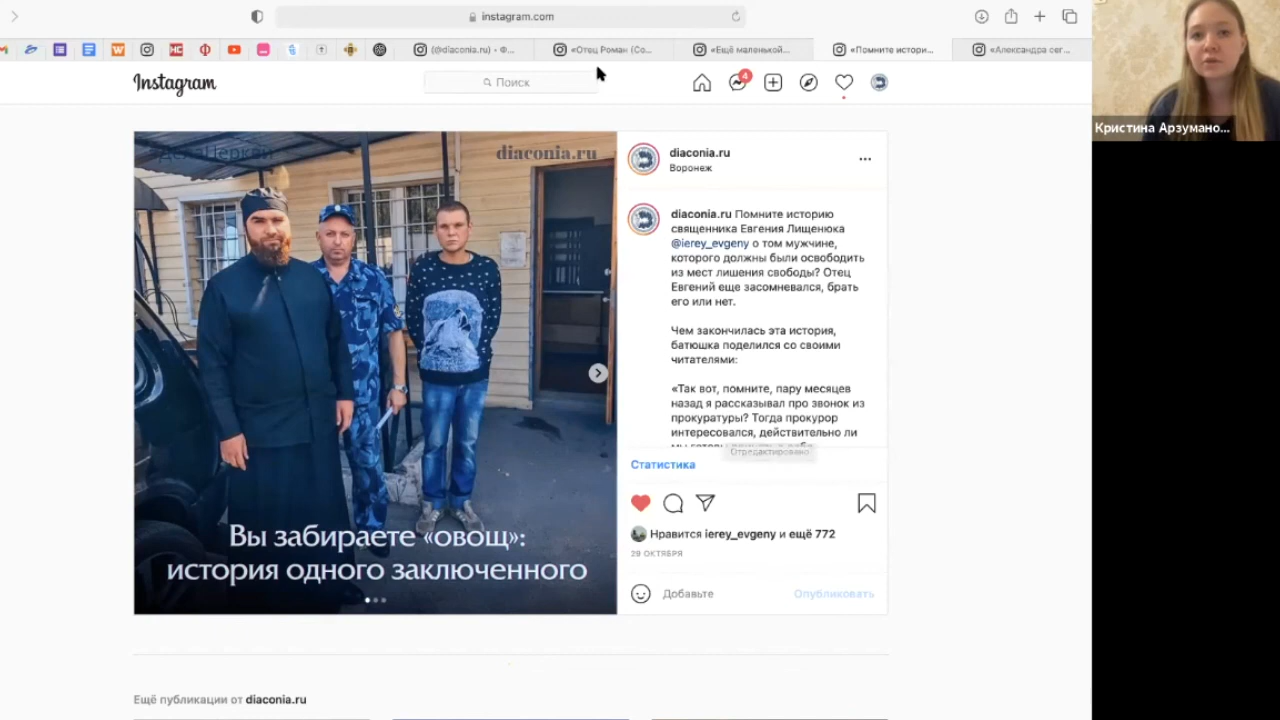 instagram.com
(@diaconia.ru) • Ф...
«Отец Роман (Со...
«Ещё маленькой...
«Помните истори...
«Александра сег...
Instagram
Поиск
4
Кристина Арзумано...
diaconia.ru
diaconia.ru
Воронеж
diaconia.ru Помните историю
священника Евгения Лищенюка
@ierey_evgeny о том мужчине,
которого должны были освободить
из мест лишения свободы? Отец
Евгений еще засомневался, брать
его или нет.
Чем закончилась эта история,
батюшка поделился со своими
читателями:
«Так вот, помните, пару месяцев
назад я рассказывал про звонок из
прокуратуры? Тогда прокурор
интересовался, действительно ли
Отредактировано
Статистика
Нравится ierey_evgeny и ещё 772
29 ОКТЯБРЯ
Добавьте
Опубликовать
Вы забираете «овощ»:
история одного заключенного
Ещё публикации от diaconia.ru